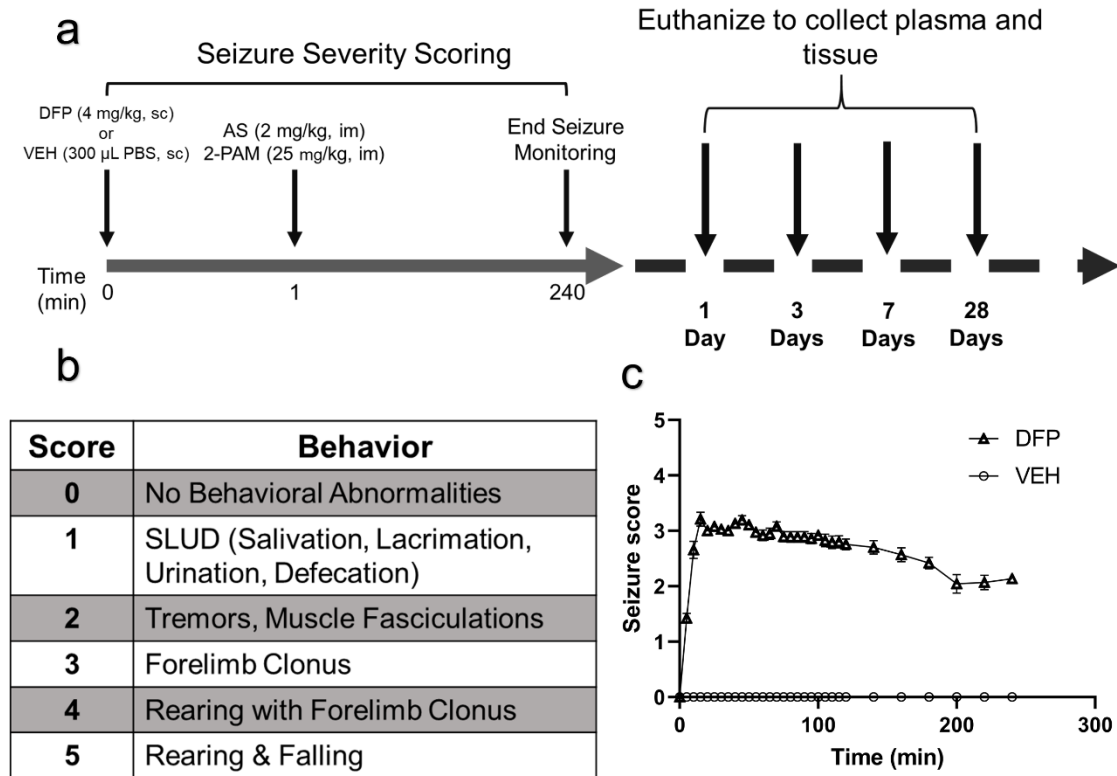 a
Seizure Severity Scoring
Euthanize to collect plasma and
tissue
DFP (4 mg/kg, sc)
or
VEH (300 µL PBS, sc)
AS (2 mg/kg, im)
2-PAM (25 mg/kg, im)
End Seizure
Monitoring
Time
(min)
0
1
240
1
Day
3
Days
7
Days
28
Days
b
Score Behavior
0 No Behavioral Abnormalities
1 SLUD (Salivation, Lacrimation,
Urination, Defecation)
2 Tremors, Muscle Fasciculations
3 Forelimb Clonus
4 Rearing with Forelimb Clonus
5 Rearing & Falling
c
DFP
VEH
Seizure score
5
4
3
2
1
0
0 100 200 300
Time (min)